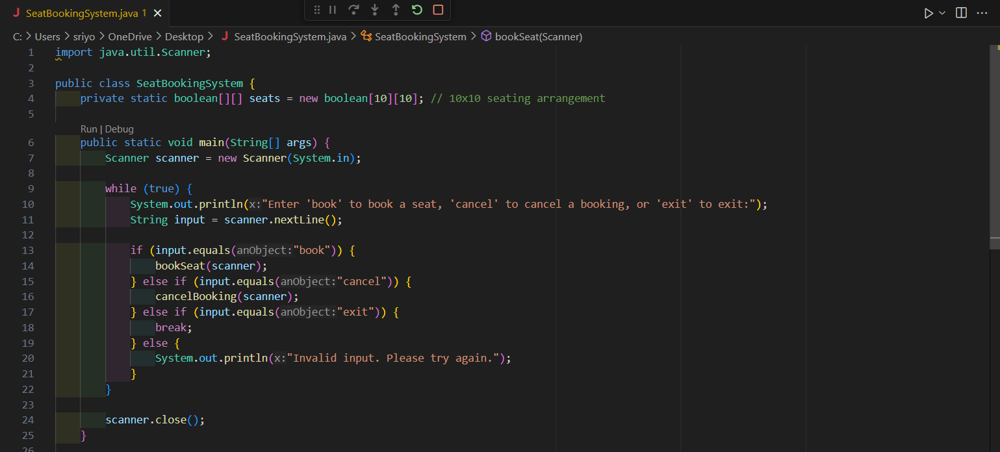 J SeatBookingSystem.java 1
C: > Users > sriyo > OneDrive > Desktop > J SeatBookingSystem.java > SeatBookingSystem > bookSeat(Scanner)
1 import java.util.Scanner;
2
3 public class SeatBookingSystem {
4 private static boolean[][] seats = new boolean[10][10]; // 10x10 seating arrangement
5
Run | Debug
6 public static void main(String[] args) {
7 Scanner scanner = new Scanner(System.in);
8
9 while (true) {
10 System.out.println(x:"Enter 'book' to book a seat, 'cancel' to cancel a booking, or 'exit' to exit:");
11 String input = scanner.nextLine();
12
13 if (input.equals(anObject:"book")) {
14 bookSeat(scanner);
15 } else if (input.equals(anObject:"cancel")) {
16 cancelBooking(scanner);
17 } else if (input.equals(anObject:"exit")) {
18 break;
19 } else {
20 System.out.println(x:"Invalid input. Please try again.");
21 }
22 }
23
24 scanner.close();
25 }
26